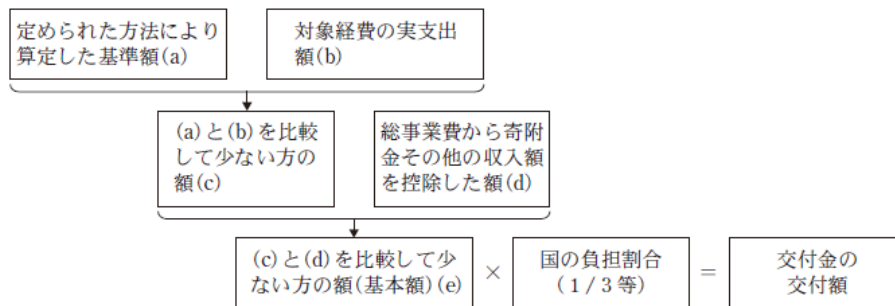 定められた方法により
算定した基準額(a)
対象経費の実支出
額(b)
(a)と(b)を比較
して少ない方の
額(c)
総事業費から寄附
金その他の収入額
を控除した額(d)
(c)と(d)を比較して少
ない方の額(基本額)(e)
×
国の負担割合
(1/3等)
=
交付金の
交付額